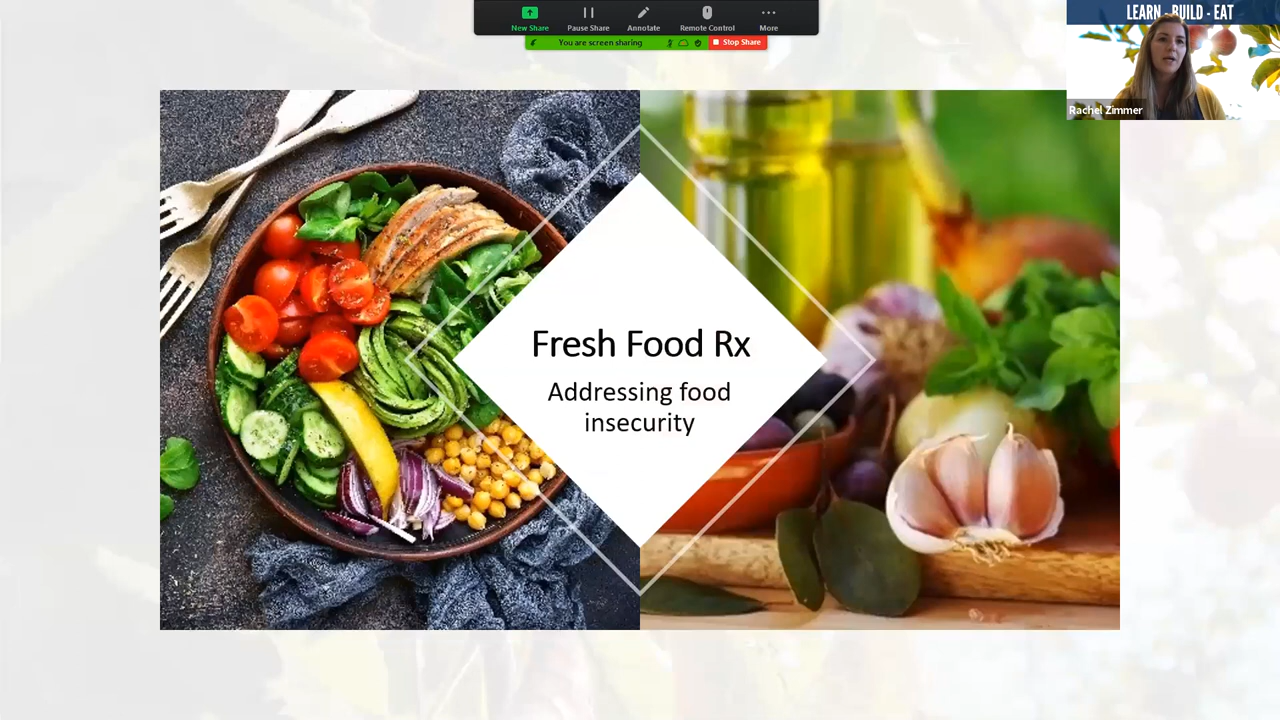 New Share
Pause Share
Annotate
Remote Control
More
You are screen sharing
Stop Share
LEARN - BUILD - EAT
Rachel Zimmer
Fresh Food Rx
Addressing food
insecurity